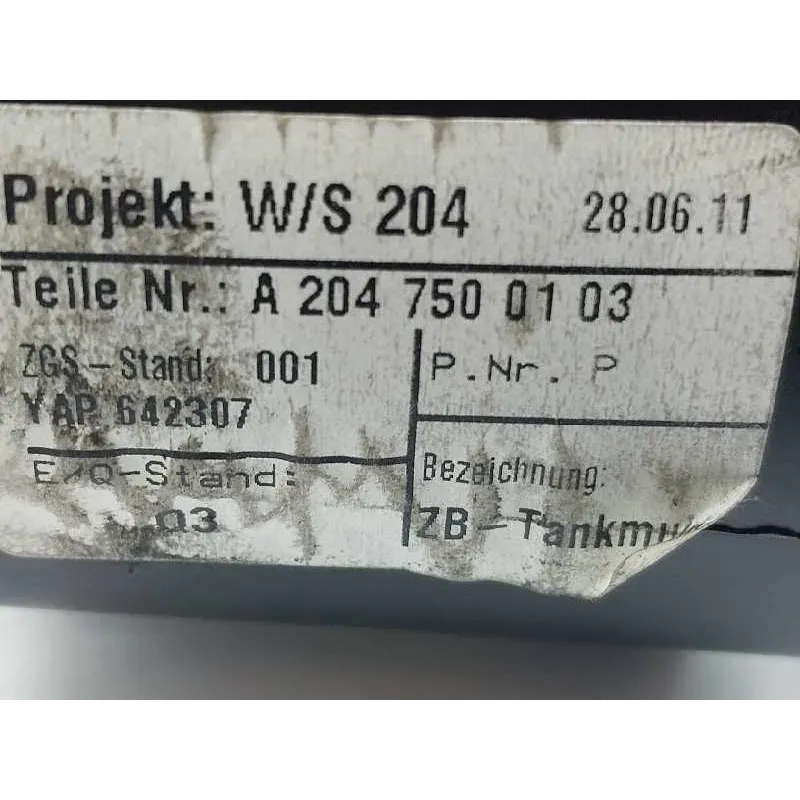 Projekt: W/S 204 28.06.11
Teile Nr.: A 204 750 01 03
ZGS-Stand: 001
YAP 642307
P.Nr. P
E/Q-Stand:
03
Bezeichnung:
ZB-Tankmu